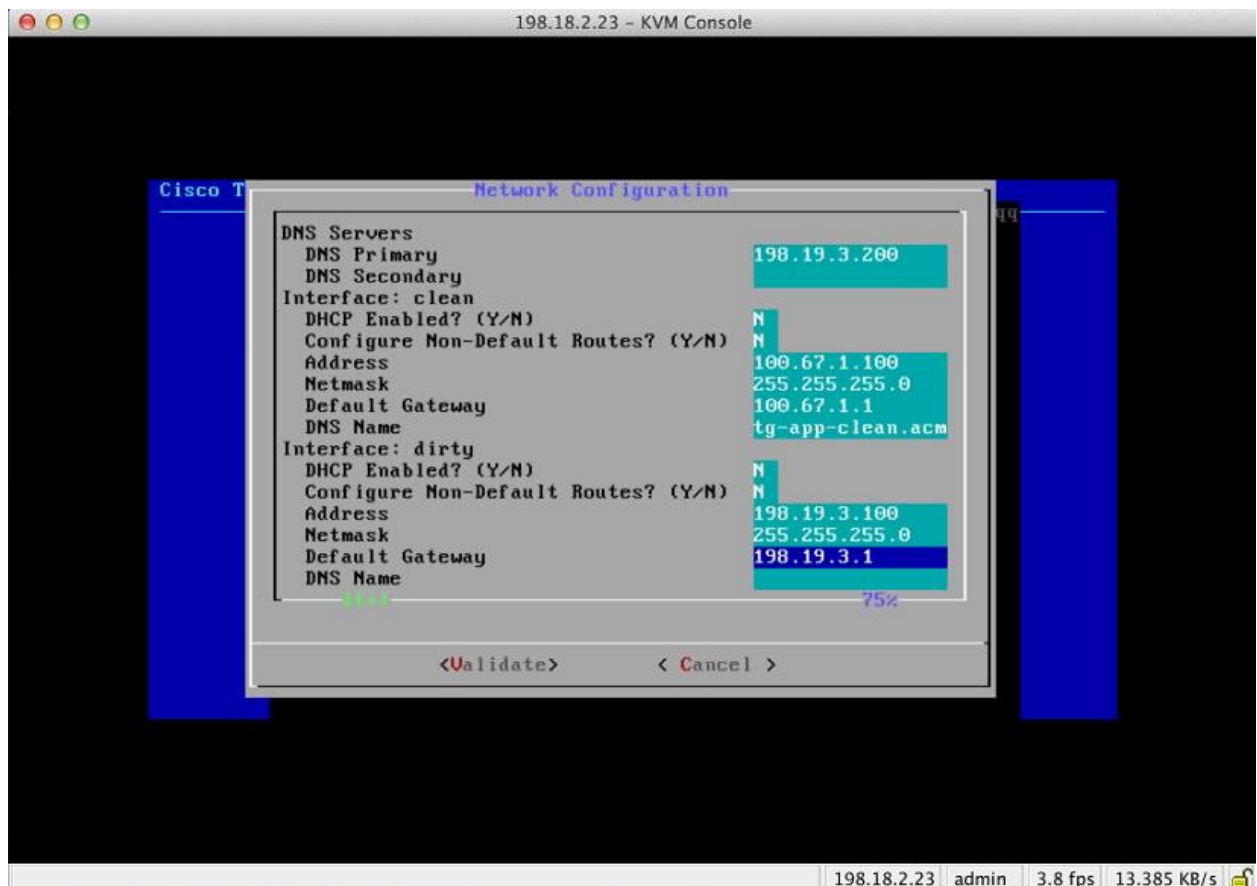 198.18.2.23 – KVM Console
Cisco T
Network Configuration
qq
DNS Servers
DNS Primary 198.19.3.200
DNS Secondary
Interface: clean
DHCP Enabled? (Y/N) N
Configure Non-Default Routes? (Y/N) N
Address 100.67.1.100
Netmask 255.255.255.0
Default Gateway 100.67.1.1
DNS Name tg-app-clean.acm
Interface: dirty
DHCP Enabled? (Y/N) N
Configure Non-Default Routes? (Y/N) N
Address 198.19.3.100
Netmask 255.255.255.0
Default Gateway 198.19.3.1
DNS Name
75%
<Validate> < Cancel >
198.18.2.23 admin 3.8 fps 13.385 KB/s